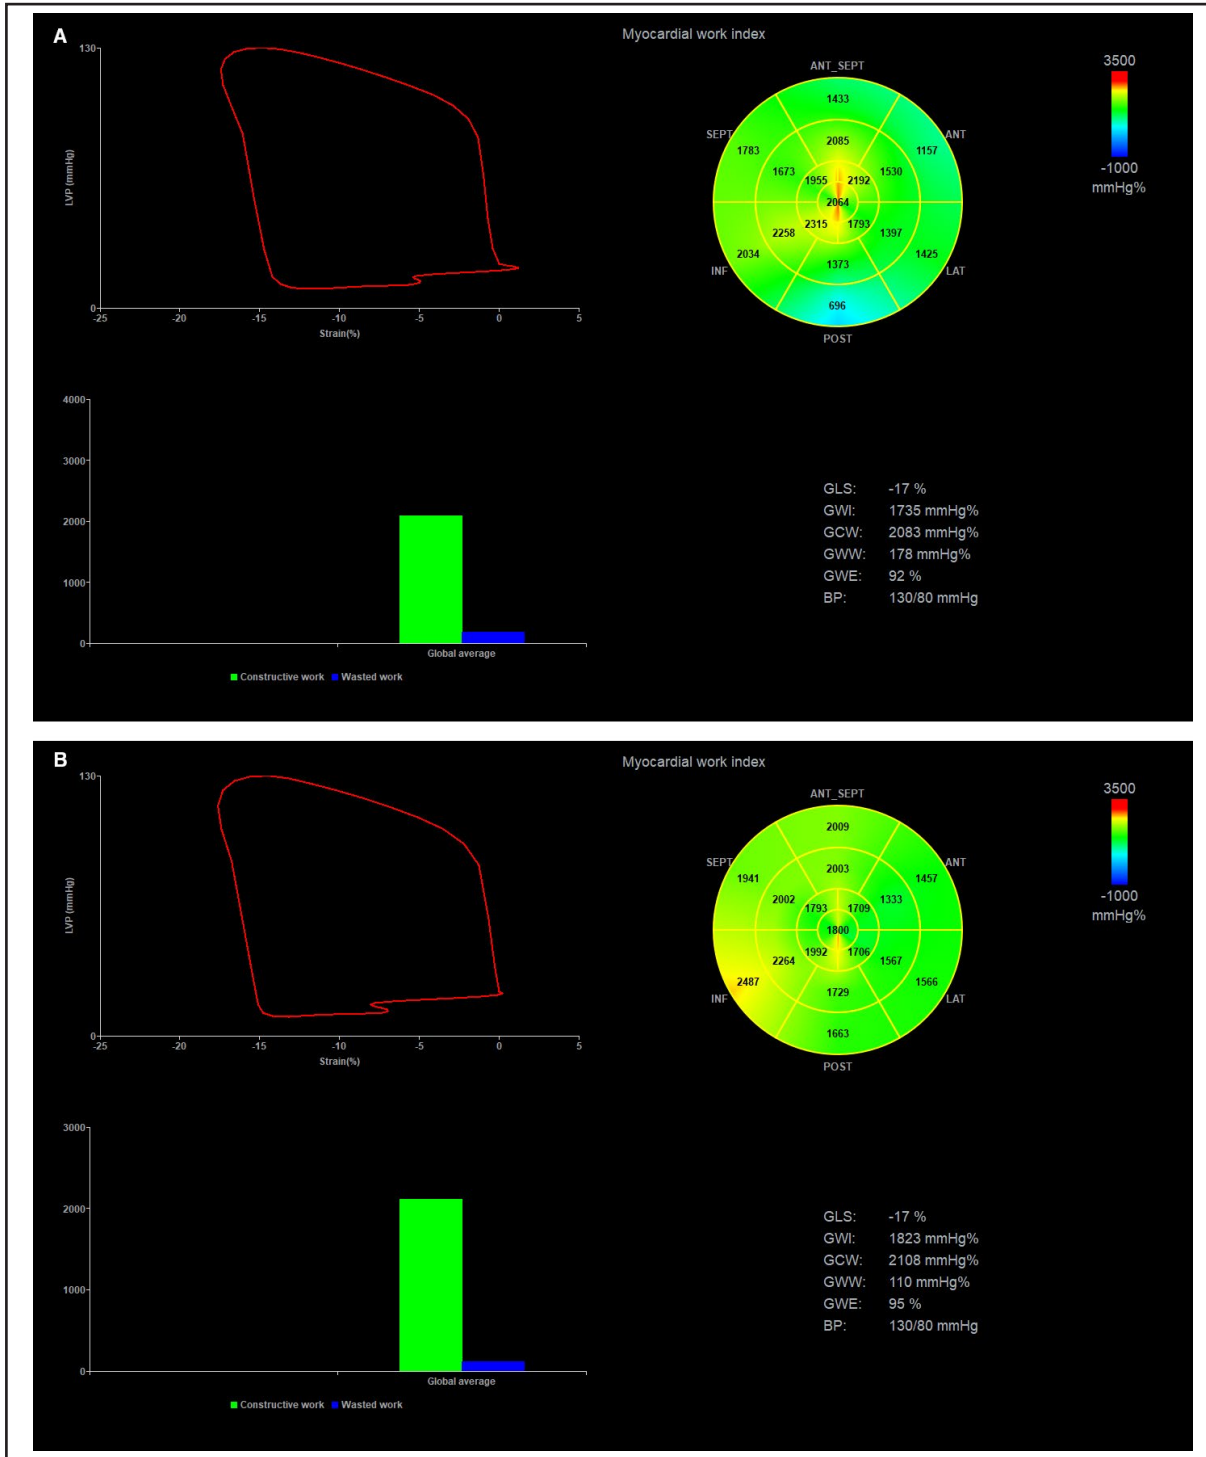 A
Myocardial work index
130
LVP (mmHg)
0
-25 -20 -15 -10 -5 0 5
Strain(%)
ANT_SEPT
SEPT
ANT
INF
LAT
POST
1433
1783
1157
2085
1673
1530
1955
2192
2064
2315
1793
2258
1397
2034
1425
1373
696
3500
-1000
mmHg%
4000
3000
2000
1000
0
Global average
Constructive work Wasted work
GLS: -17 %
GWI: 1735 mmHg%
GCW: 2083 mmHg%
GWW: 178 mmHg%
GWE: 92 %
BP: 130/80 mmHg
B
Myocardial work index
130
LVP (mmHg)
0
-25 -20 -15 -10 -5 0 5
Strain(%)
ANT_SEPT
SEPT
ANT
INF
LAT
POST
2009
1941
1457
2003
2002
1333
1793
1709
1800
1992
1706
2264
1567
2487
1566
1729
1663
3500
-1000
mmHg%
3000
2000
1000
0
Global average
Constructive work Wasted work
GLS: -17 %
GWI: 1823 mmHg%
GCW: 2108 mmHg%
GWW: 110 mmHg%
GWE: 95 %
BP: 130/80 mmHg